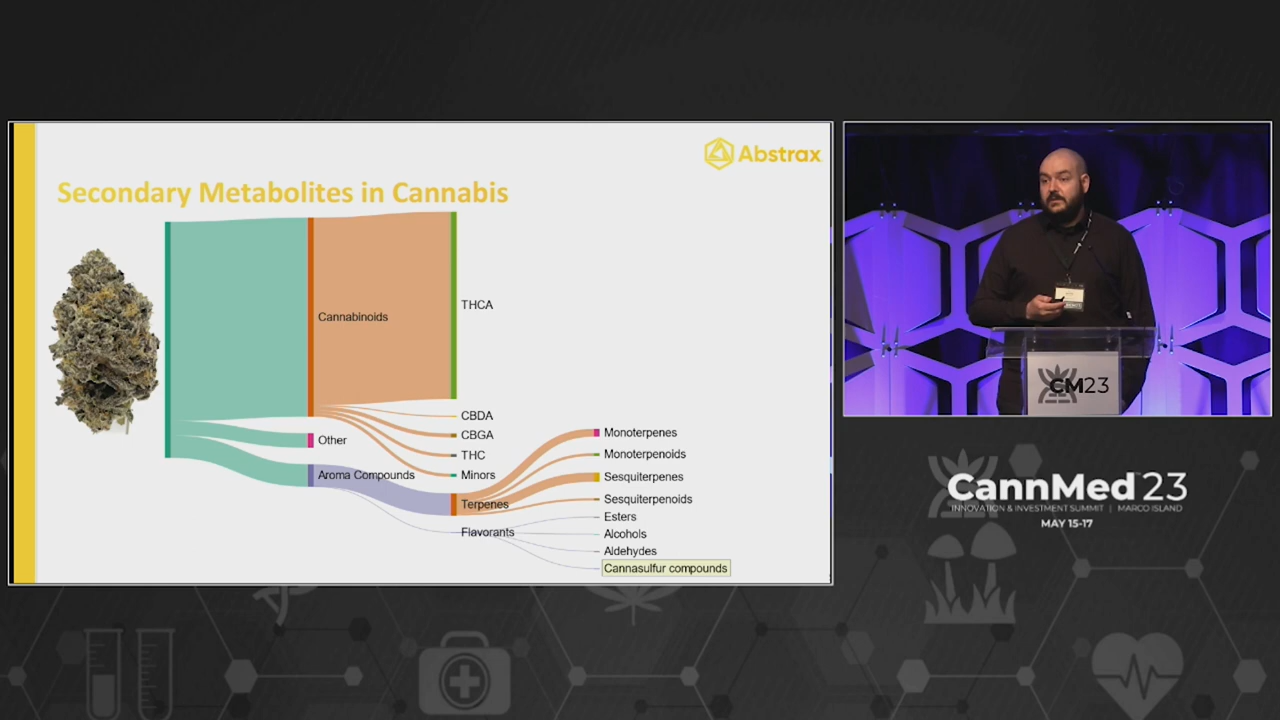 Abstrax
Secondary Metabolites in Cannabis
THCA
Cannabinoids
CBDA
CBGA
THC
Minors
Other
Aroma Compounds
Terpenes
Flavorants
Monoterpenes
Monoterpenoids
Sesquiterpenes
Sesquiterpenoids
Esters
Alcohols
Aldehydes
Cannasulfur compounds
CM23
CannMed 23
INNOVATION & INVESTMENT SUMMIT | MARCO ISLAND
MAY 15-17